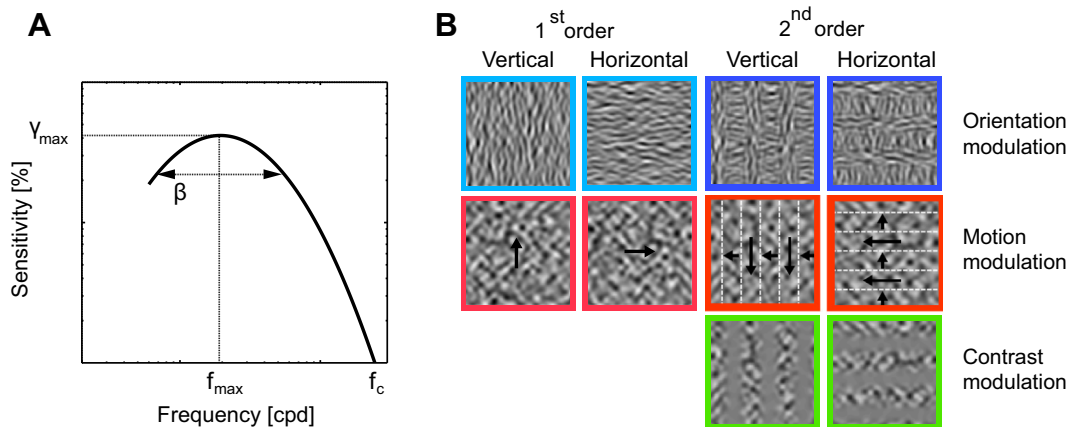 A
Sensitivity [%]
γmax
β
fmax
fc
Frequency [cpd]
B
1st order
2nd order
Vertical
Horizontal
Vertical
Horizontal
Orientation
modulation
Motion
modulation
Contrast
modulation